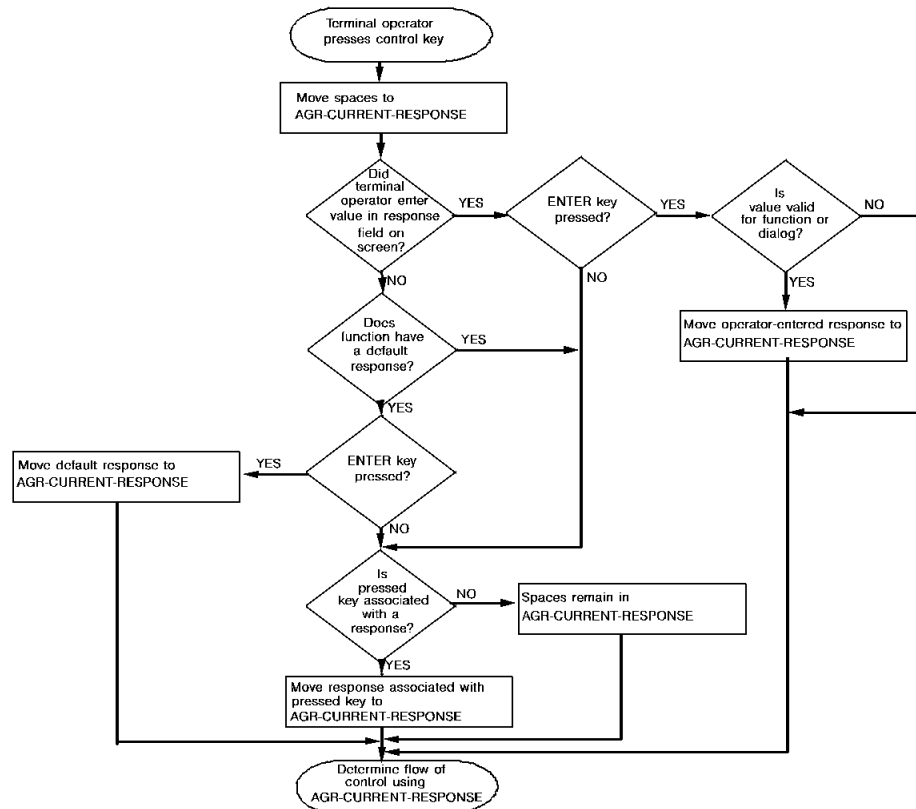 Terminal operator
presses control key
Move spaces to
AGR-CURRENT-RESPONSE
Did
terminal
operator enter
value in response
field on
screen?
YES
ENTER key
pressed?
YES
Is
value valid
for function or
dialog?
NO
NO
NO
YES
Does
function have
a default
response?
YES
Move operator-entered response to
AGR-CURRENT-RESPONSE
YES
Move default response to
AGR-CURRENT-RESPONSE
YES
ENTER key
pressed?
NO
Is
pressed
key associated
with a
response?
NO
Spaces remain in
AGR-CURRENT-RESPONSE
YES
Move response associated with
pressed key to
AGR-CURRENT-RESPONSE
Determine flow of
control using
AGR-CURRENT-RESPONSE